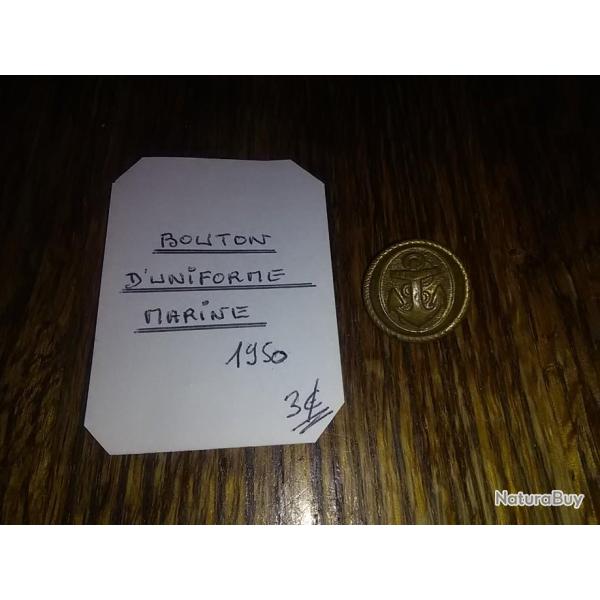 BOUTON
D'UNIFORME
MARINE
1950
3€
NaturaBuy